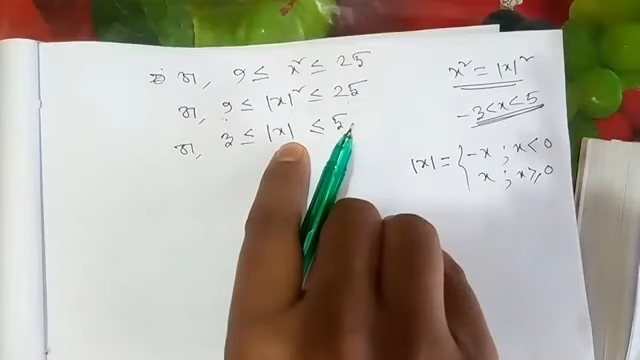 বা, 9 ≤ x² ≤ 25
বা, 9 ≤ |x|² ≤ 25
বা, 3 ≤ |x| ≤ 5
x² = |x|²
-3<x<5
|x| = { -x ; x<0
x ; x≥0